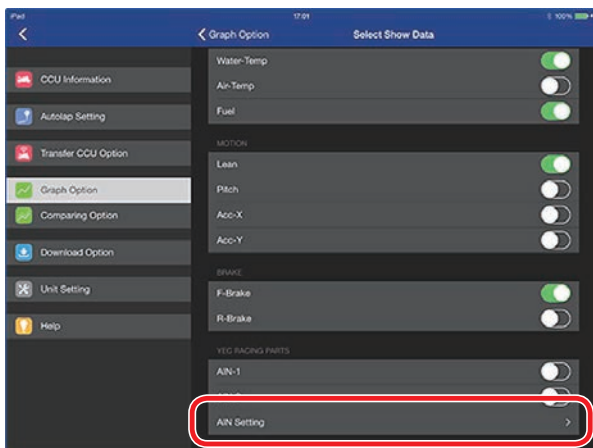 iPad 17:01 100%
Graph Option Select Show Data
CCU Information
Autolap Setting
Transfer CCU Option
Graph Option
Comparing Option
Download Option
Unit Setting
Help
Water-Temp
Air-Temp
Fuel
MOTION
Lean
Pitch
Acc-X
Acc-Y
BRAKE
F-Brake
R-Brake
YEC RACING PARTS
AIN-1
AIN Setting